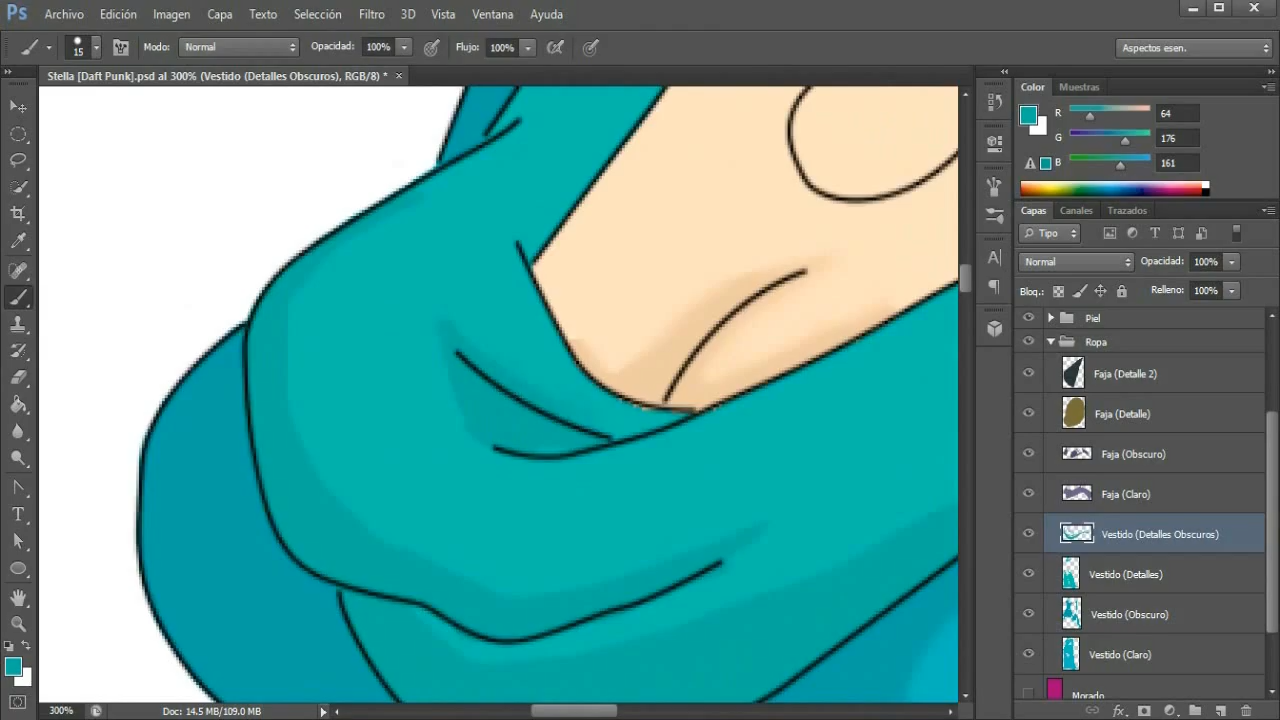 Ps Archivo Edición Imagen Capa Texto Selección Filtro 3D Vista Ventana Ayuda
15 Modo: Normal Opacidad: 100% Flujo: 100% Aspectos esen.
Stella [Daft Punk].psd al 300% (Vestido (Detalles Obscuros), RGB/8) * ×
Color Muestras
R 64
G 176
B 161
Capas Canales Trazados
Tipo
Normal Opacidad: 100%
Bloq.: Relleno: 100%
Piel
Ropa
Faja (Detalle 2)
Faja (Detalle)
Faja (Obscuro)
Faja (Claro)
Vestido (Detalles Obscuros)
Vestido (Detalles)
Vestido (Obscuro)
Vestido (Claro)
Morado
300% Doc: 14.5 MB/109.0 MB